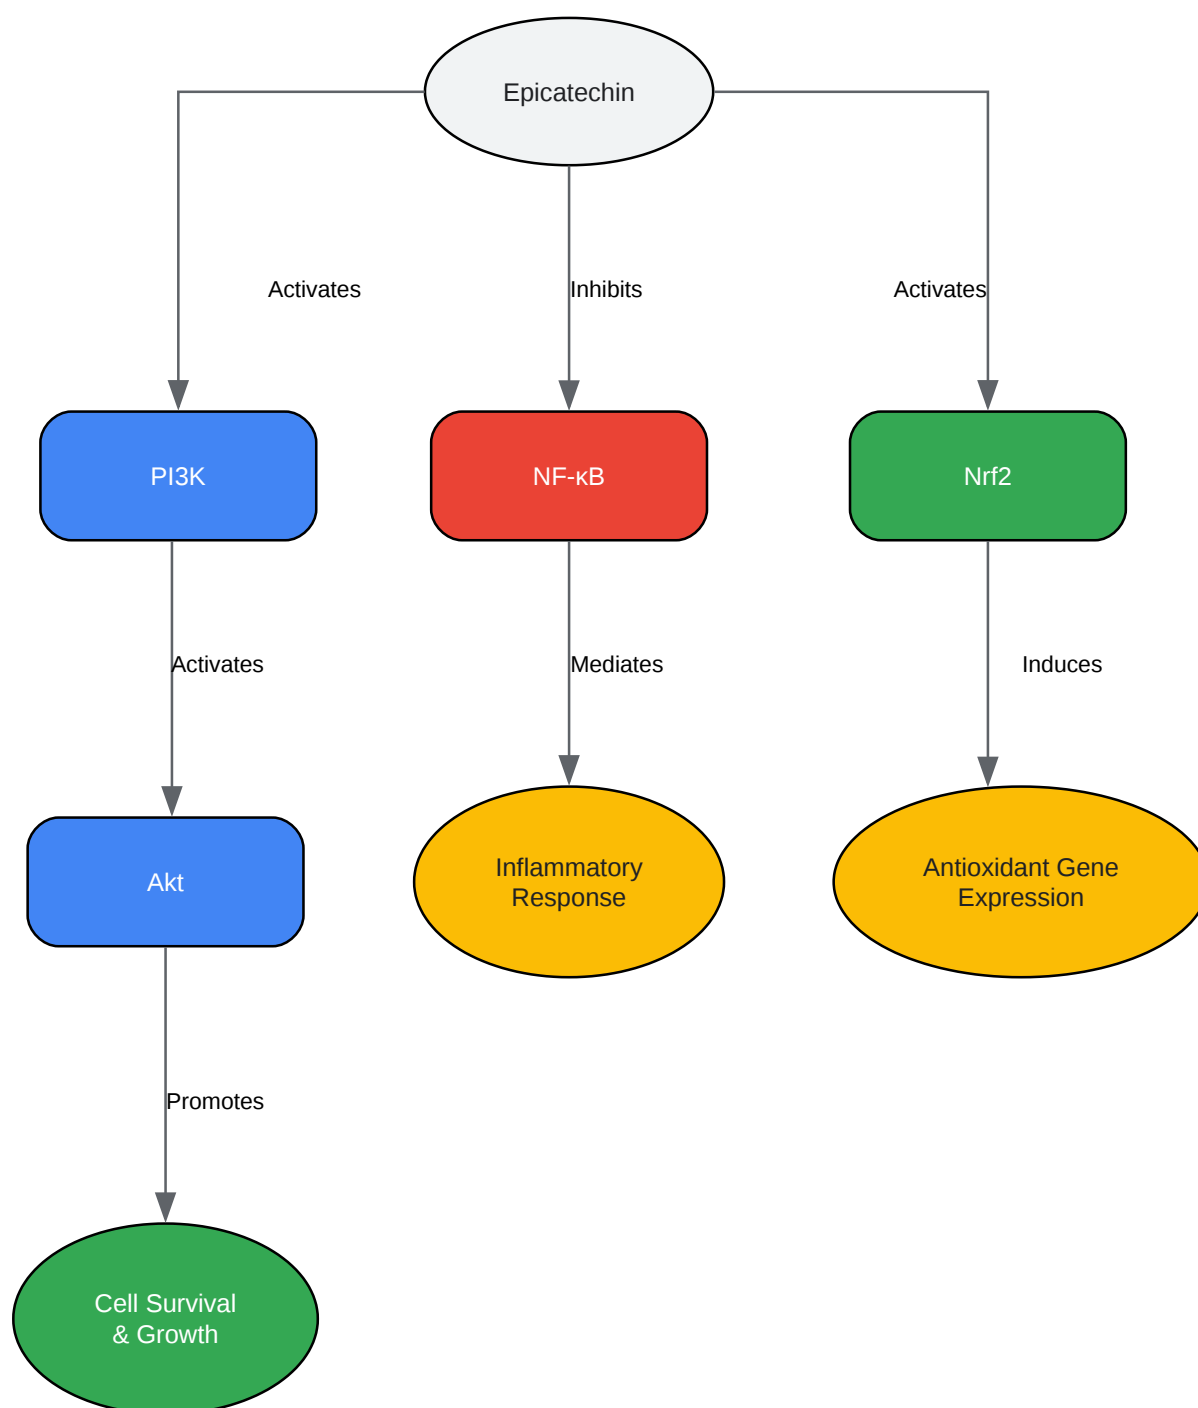 Epicatechin
Activates
Inhibits
Activates
PI3K
NF-κB
Nrf2
Activates
Mediates
Induces
Akt
Inflammatory
Response
Antioxidant Gene
Expression
Promotes
Cell Survival
& Growth